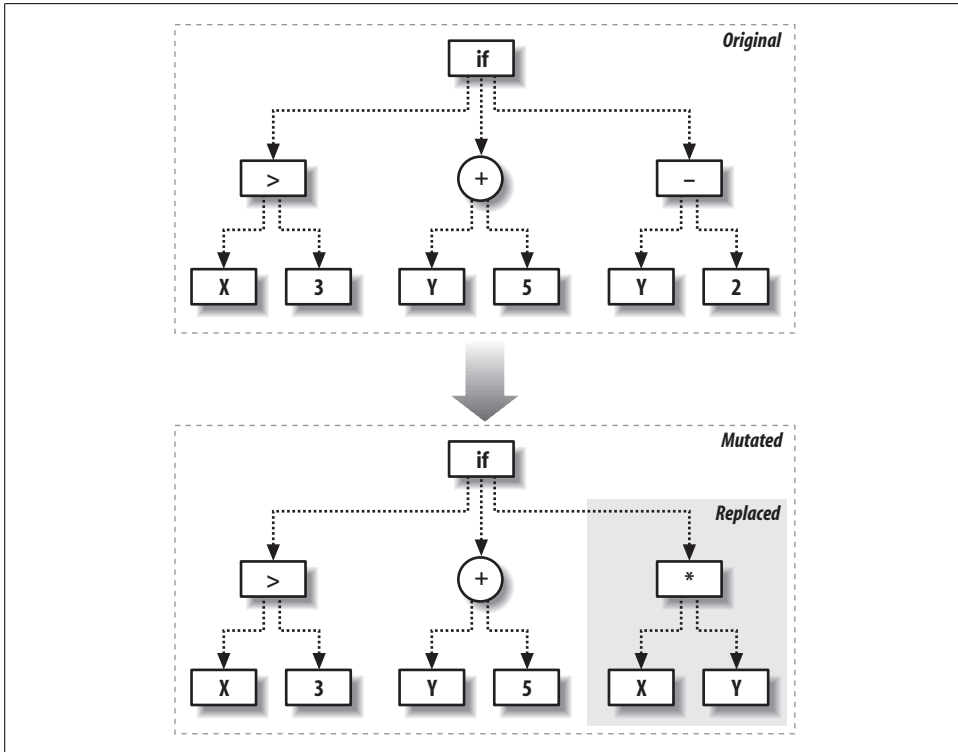 Original
if
> + –
X 3 Y 5 Y 2
Mutated
if
Replaced
> + *
X 3 Y 5 X Y